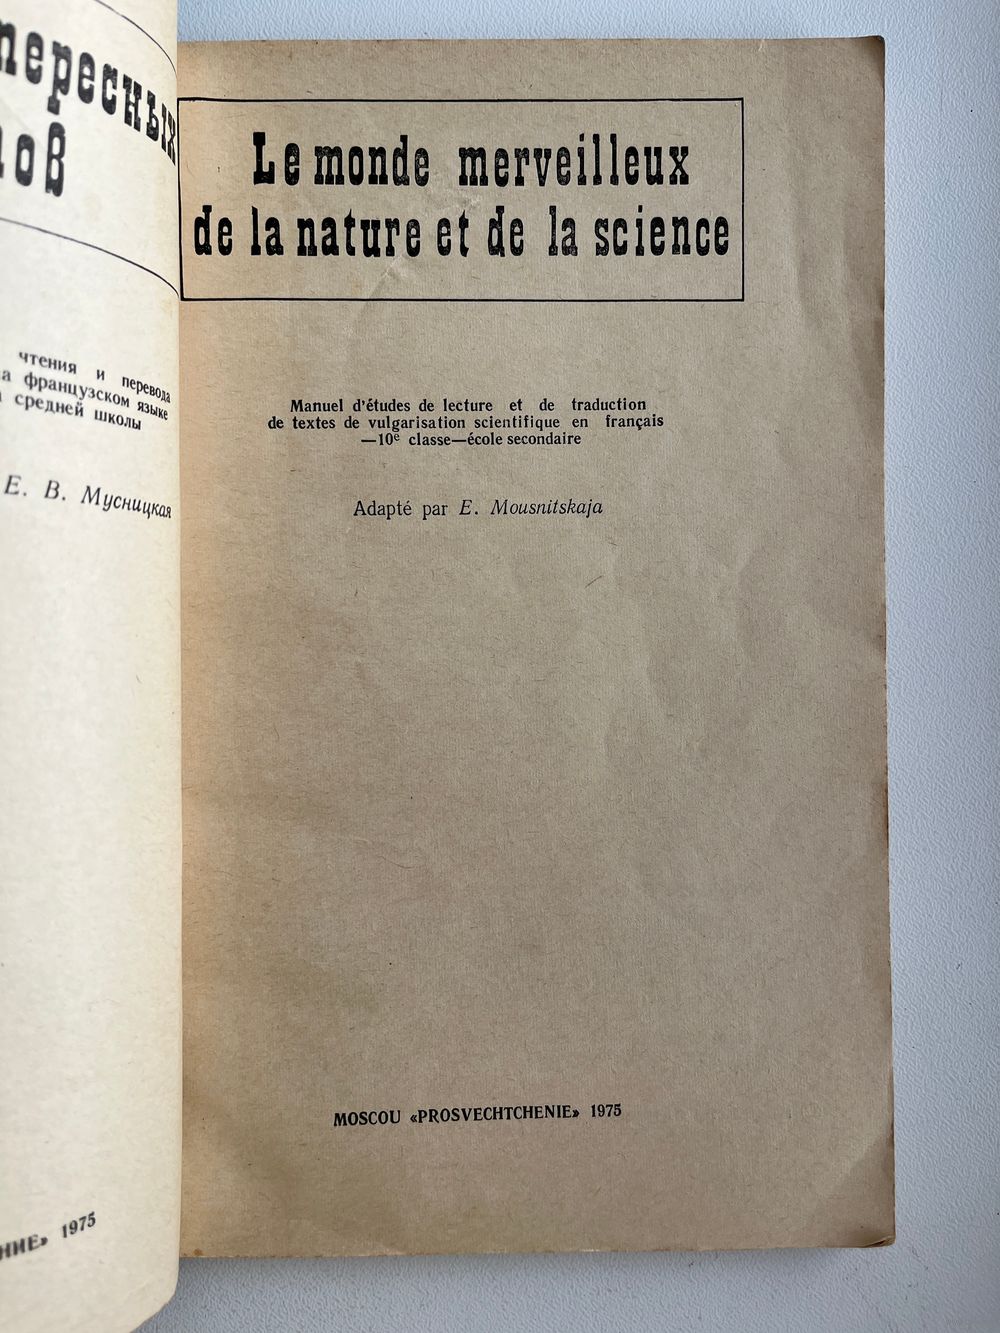 чтения и перевода
французском языке
средней школы
Е. В. Мусницкая
1975
Le monde merveilleux
de la nature et de la science
Manuel d'études de lecture et de traduction
de textes de vulgarisation scientifique en français
—10e classe—école secondaire
Adapté par E. Mousnitskaja
MOSCOU «PROSVECHTCHENIE» 1975